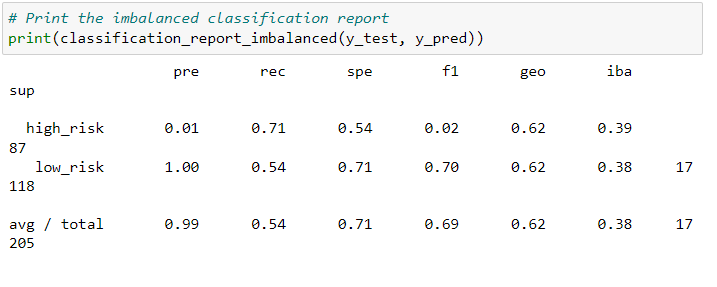 # Print the imbalanced classification report
print(classification_report_imbalanced(y_test, y_pred))
pre rec spe f1 geo iba
sup
high_risk 0.01 0.71 0.54 0.02 0.62 0.39
87
low_risk 1.00 0.54 0.71 0.70 0.62 0.38 17
118
avg / total 0.99 0.54 0.71 0.69 0.62 0.38 17
205